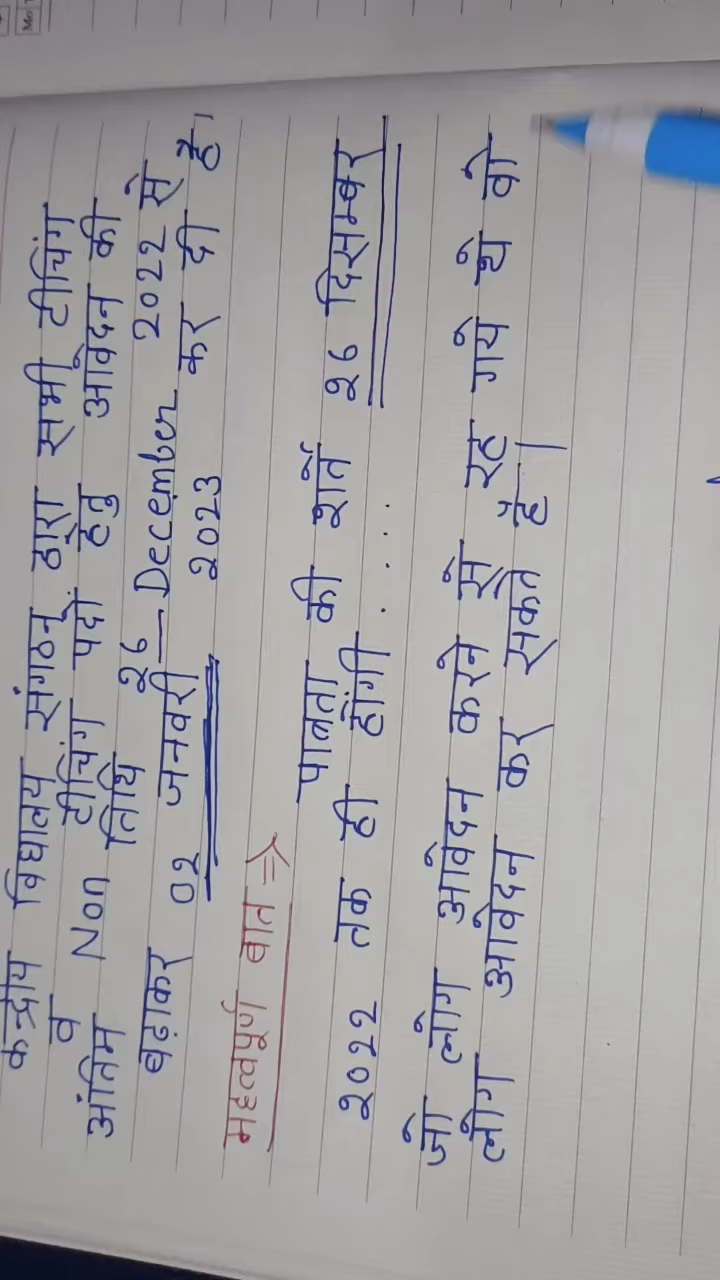 केन्द्रीय विद्यालय संगठन द्वारा सभी टीचिंग
व Non टीचिंग पदों हेतु आवेदन की
अंतिम तिथि 26 December 2022 से
बढ़ाकर 02 जनवरी 2023 कर दी है।
महत्वपूर्ण बात ⇒
पात्रता की शर्तें 26 दिसम्बर
2022 तक ही होंगी.....
जो लोग आवेदन करने में रह गये थे वो
लोग आवेदन कर सकते हैं।